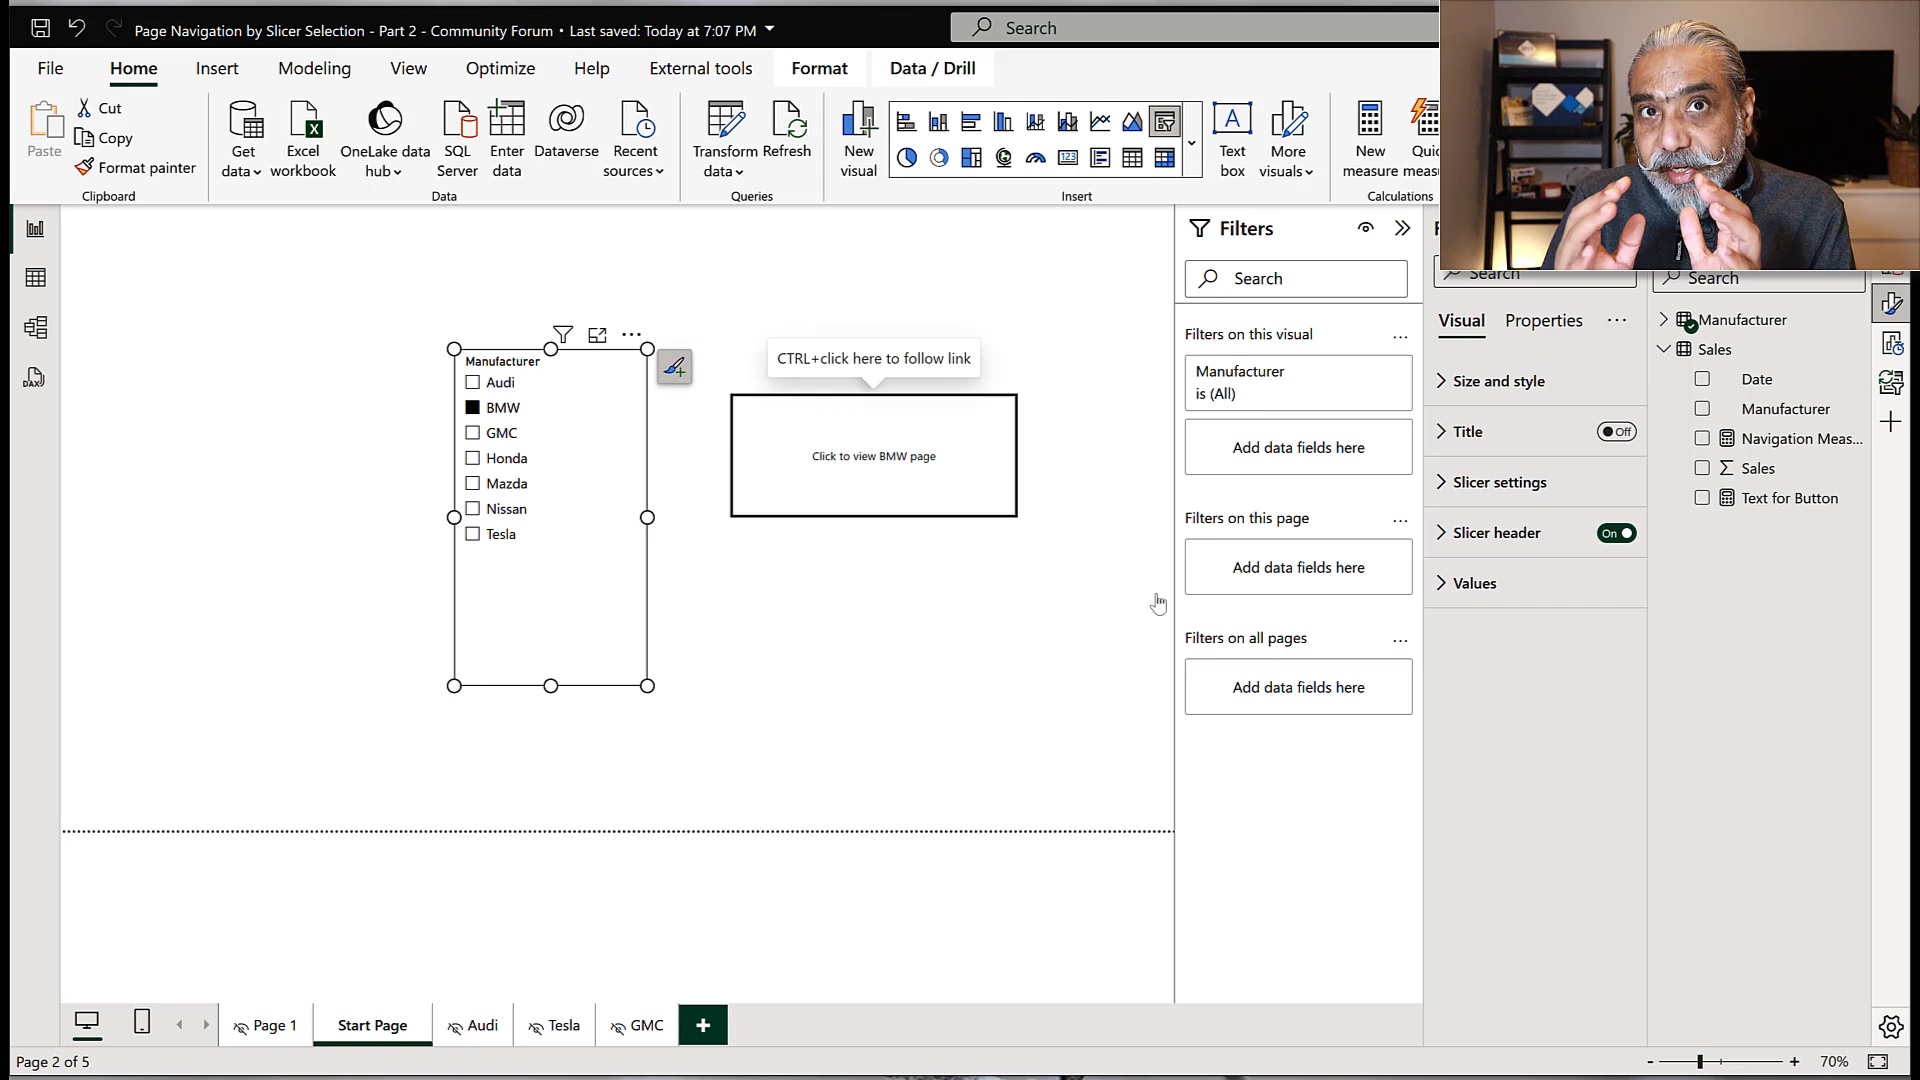 Page Navigation by Slicer Selection - Part 2 - Community Forum • Last saved: Today at 7:07 PM
Search
File
Home
Insert
Modeling
View
Optimize
Help
External tools
Format
Data / Drill
Paste
Cut
Copy
Format painter
Clipboard
Get data
Excel workbook
OneLake data hub
SQL Server
Enter data
Dataverse
Recent sources
Data
Transform data
Refresh
Queries
New visual
Text box
More visuals
Insert
New measure
Calculations
Manufacturer
Audi
BMW
GMC
Honda
Mazda
Nissan
Tesla
CTRL+click here to follow link
Click to view BMW page
Filters
Search
Filters on this visual
Manufacturer
is (All)
Add data fields here
Filters on this page
Add data fields here
Filters on all pages
Add data fields here
Search
Visual
Properties
Size and style
Title
Off
Slicer settings
Slicer header
On
Values
Search
Manufacturer
Sales
Date
Manufacturer
Navigation Meas...
Sales
Text for Button
Page 1
Start Page
Audi
Tesla
GMC
Page 2 of 5
70%